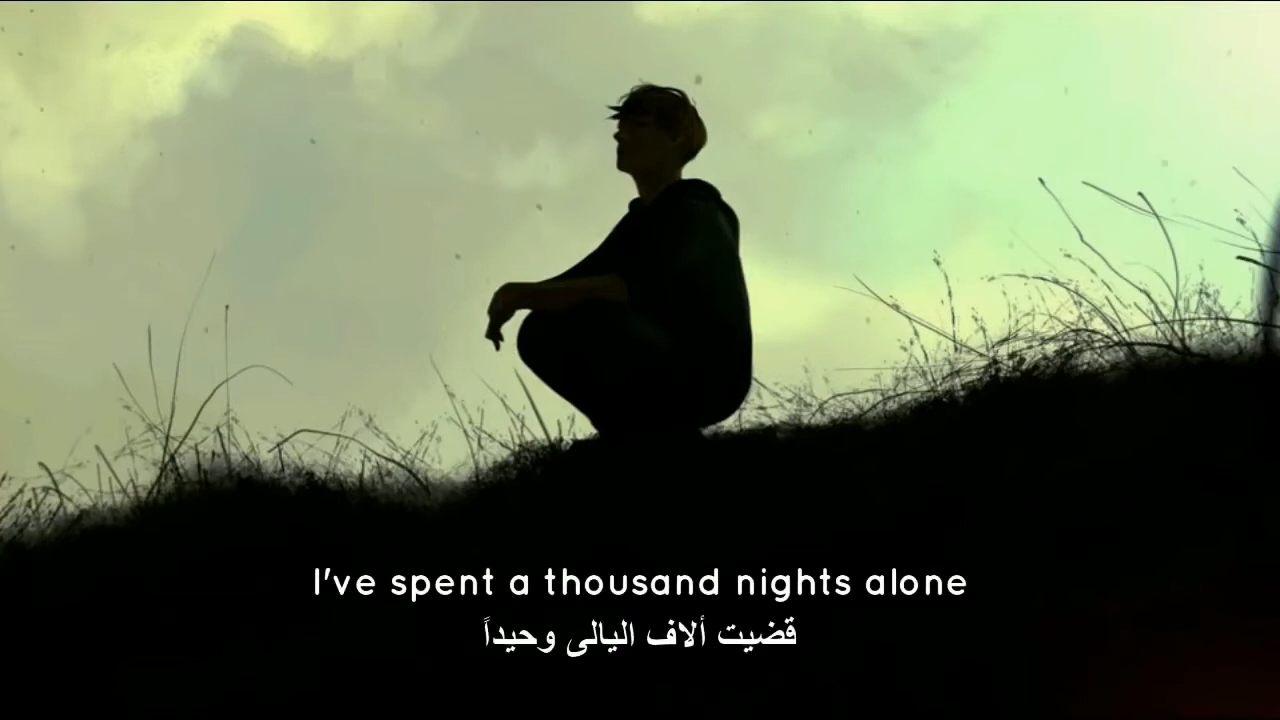 I've spent a thousand nights alone
قضيت ألاف اليالى وحيداً